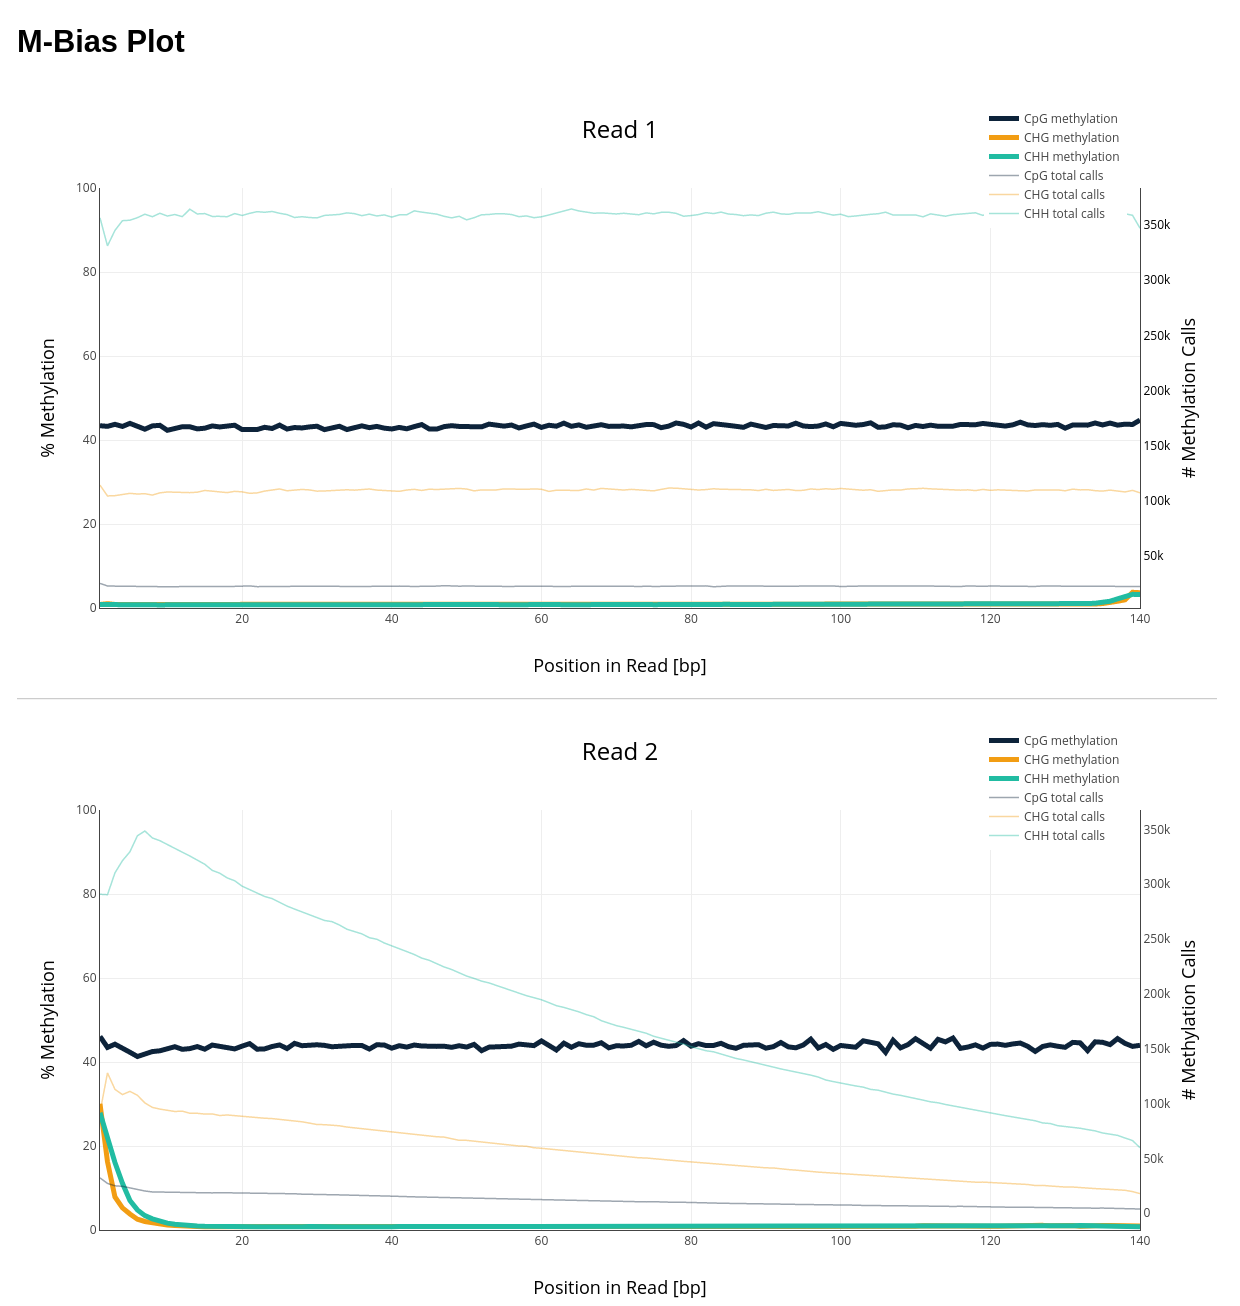 M-Bias Plot
Read 1
CpG methylation
CHG methylation
CHH methylation
CpG total calls
CHG total calls
CHH total calls
% Methylation
100
80
60
40
20
0
# Methylation Calls
350k
300k
250k
200k
150k
100k
50k
20
40
60
80
100
120
140
Position in Read [bp]
Read 2
CpG methylation
CHG methylation
CHH methylation
CpG total calls
CHG total calls
CHH total calls
% Methylation
100
80
60
40
20
0
# Methylation Calls
350k
300k
250k
200k
150k
100k
50k
0
20
40
60
80
100
120
140
Position in Read [bp]